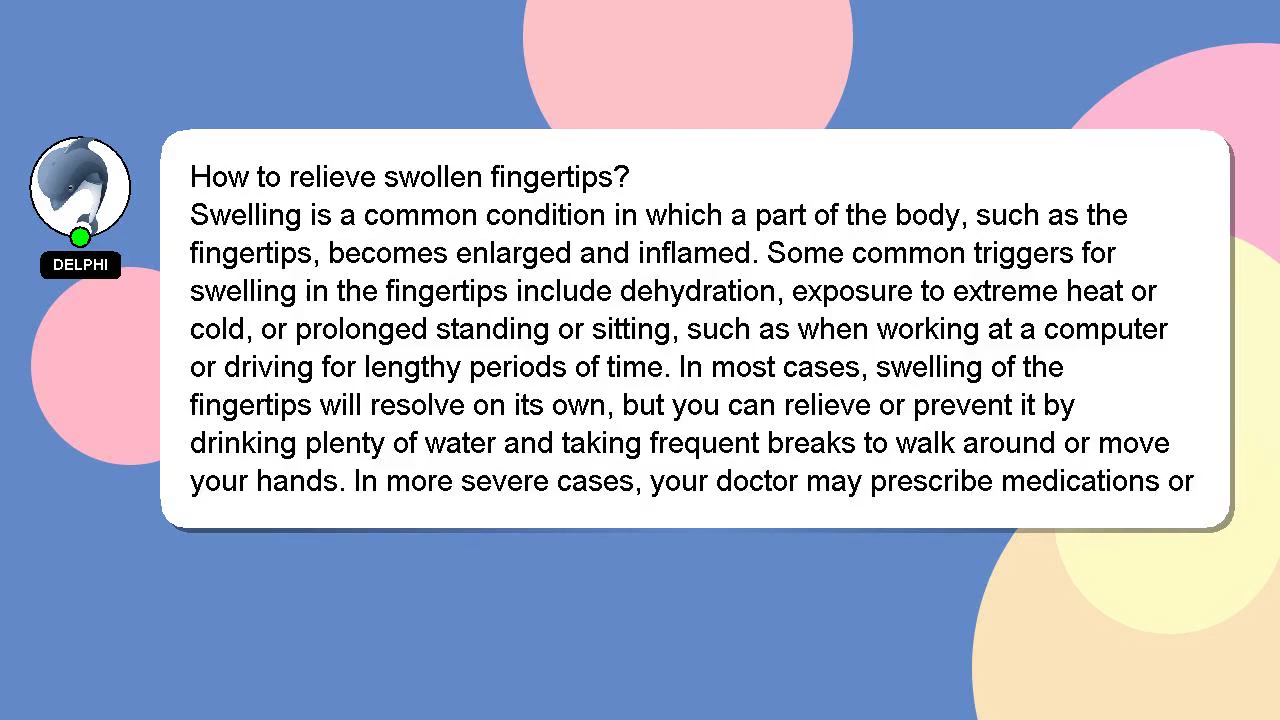 DELPHI
How to relieve swollen fingertips?
Swelling is a common condition in which a part of the body, such as the
fingertips, becomes enlarged and inflamed. Some common triggers for
swelling in the fingertips include dehydration, exposure to extreme heat or
cold, or prolonged standing or sitting, such as when working at a computer
or driving for lengthy periods of time. In most cases, swelling of the
fingertips will resolve on its own, but you can relieve or prevent it by
drinking plenty of water and taking frequent breaks to walk around or move
your hands. In more severe cases, your doctor may prescribe medications or